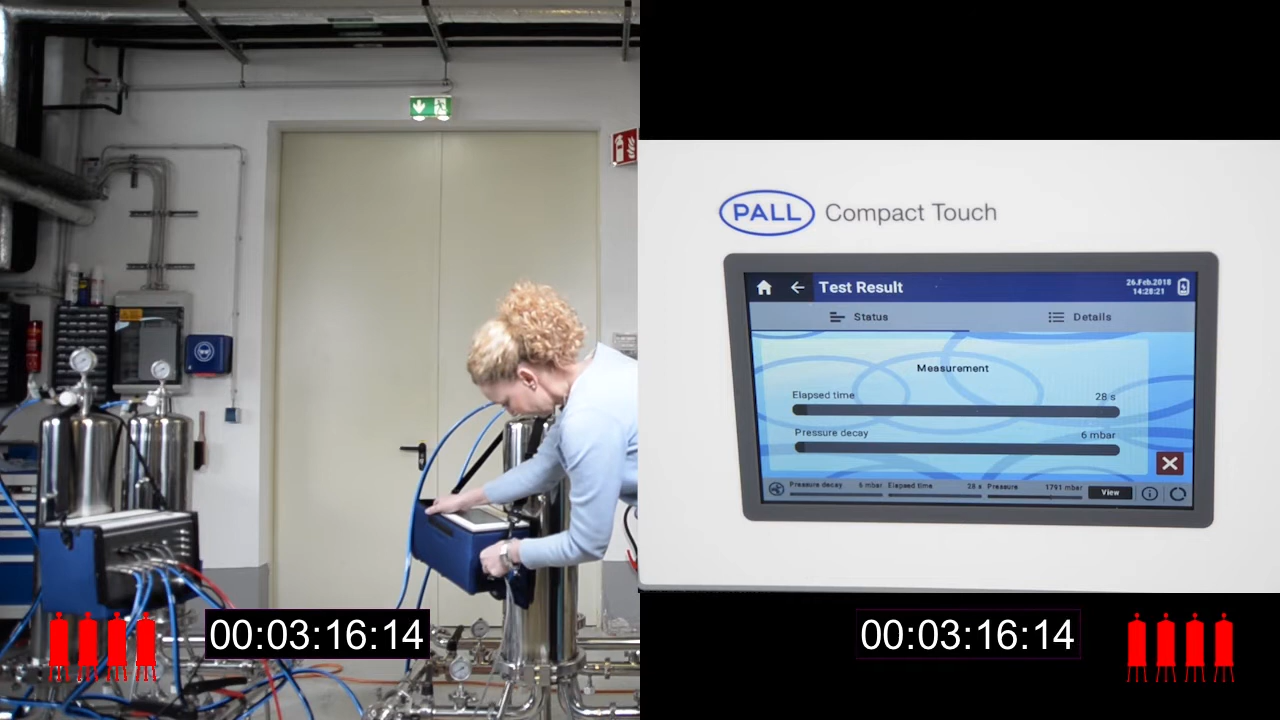 PALL Compact Touch
Test Result
26.Feb.2018
14:28:21
Status
Details
Measurement
Elapsed time 28 s
Pressure decay 6 mbar
Pressure decay 6 mbar Elapsed time 28 s Pressure 1791 mbar View
00:03:16:14
00:03:16:14